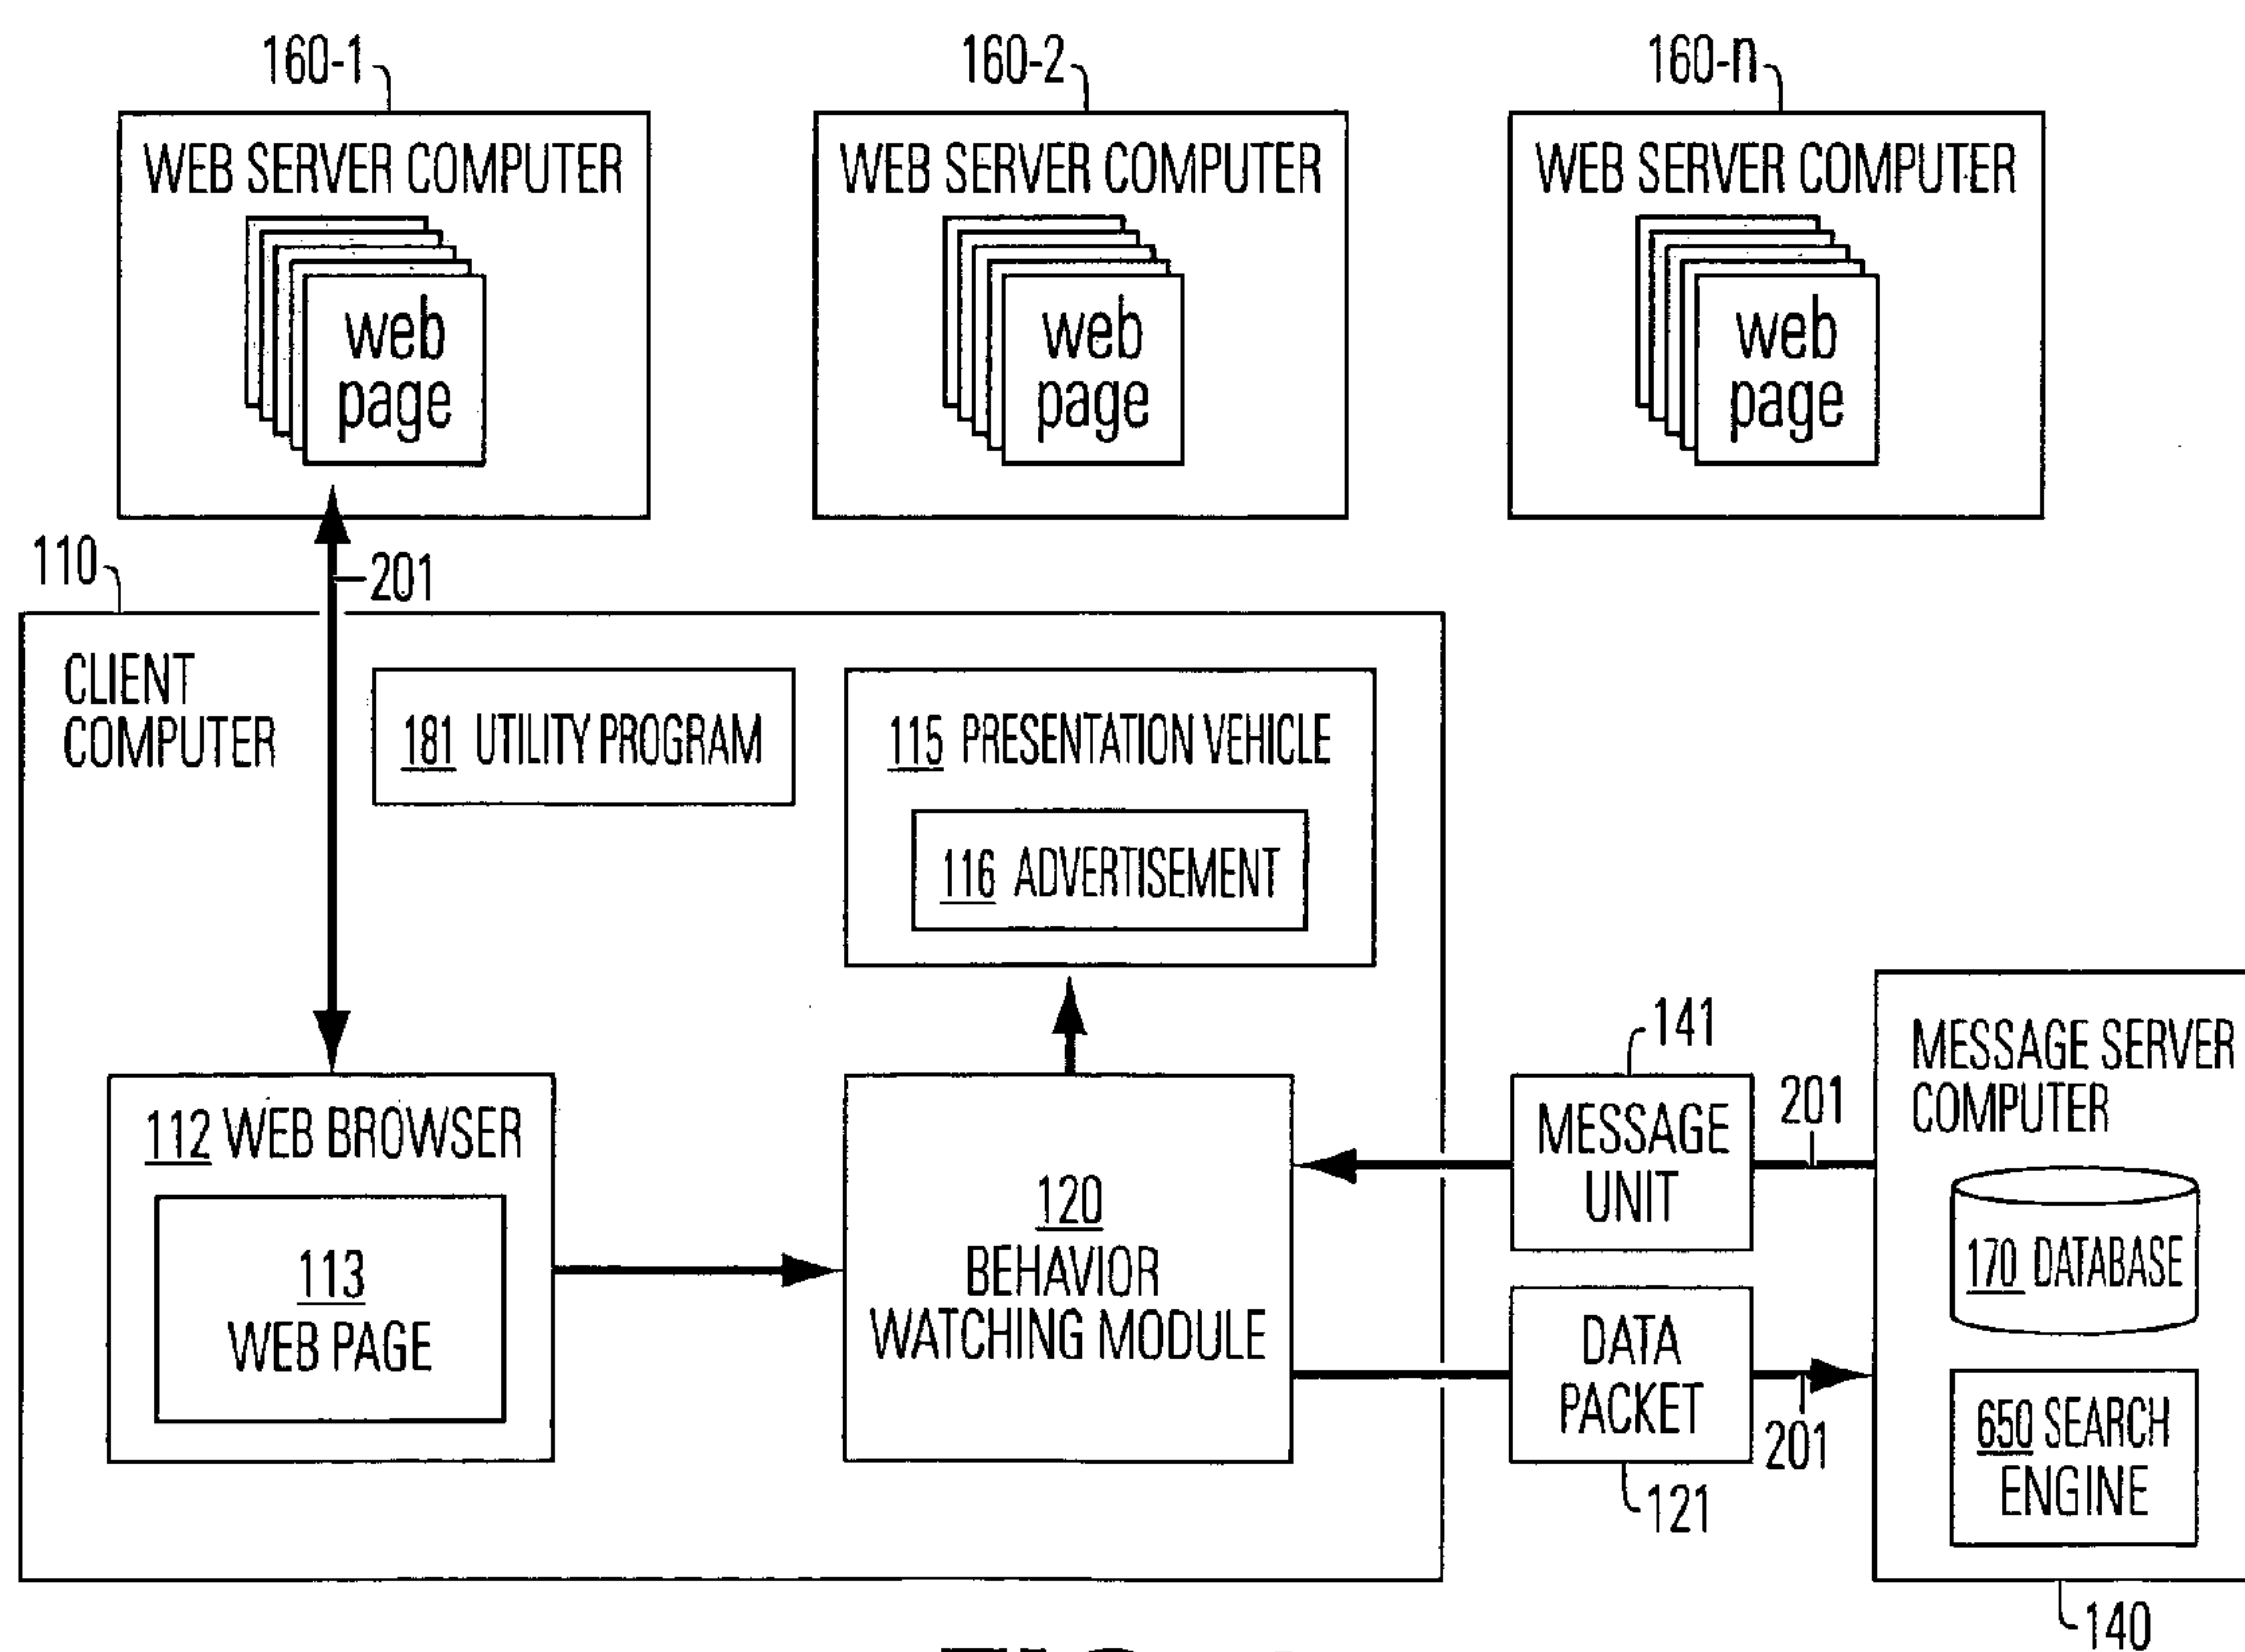 160-1
160-2
160-n
WEB SERVER COMPUTER
WEB SERVER COMPUTER
WEB SERVER COMPUTER
web
page
web
page
web
page
110
201
CLIENT
COMPUTER
181 UTILITY PROGRAM
115 PRESENTATION VEHICLE
116 ADVERTISEMENT
112 WEB BROWSER
113
WEB PAGE
120
BEHAVIOR
WATCHING MODULE
141
MESSAGE
UNIT
201
DATA
PACKET
201
121
MESSAGE SERVER
COMPUTER
170 DATABASE
650 SEARCH
ENGINE
140